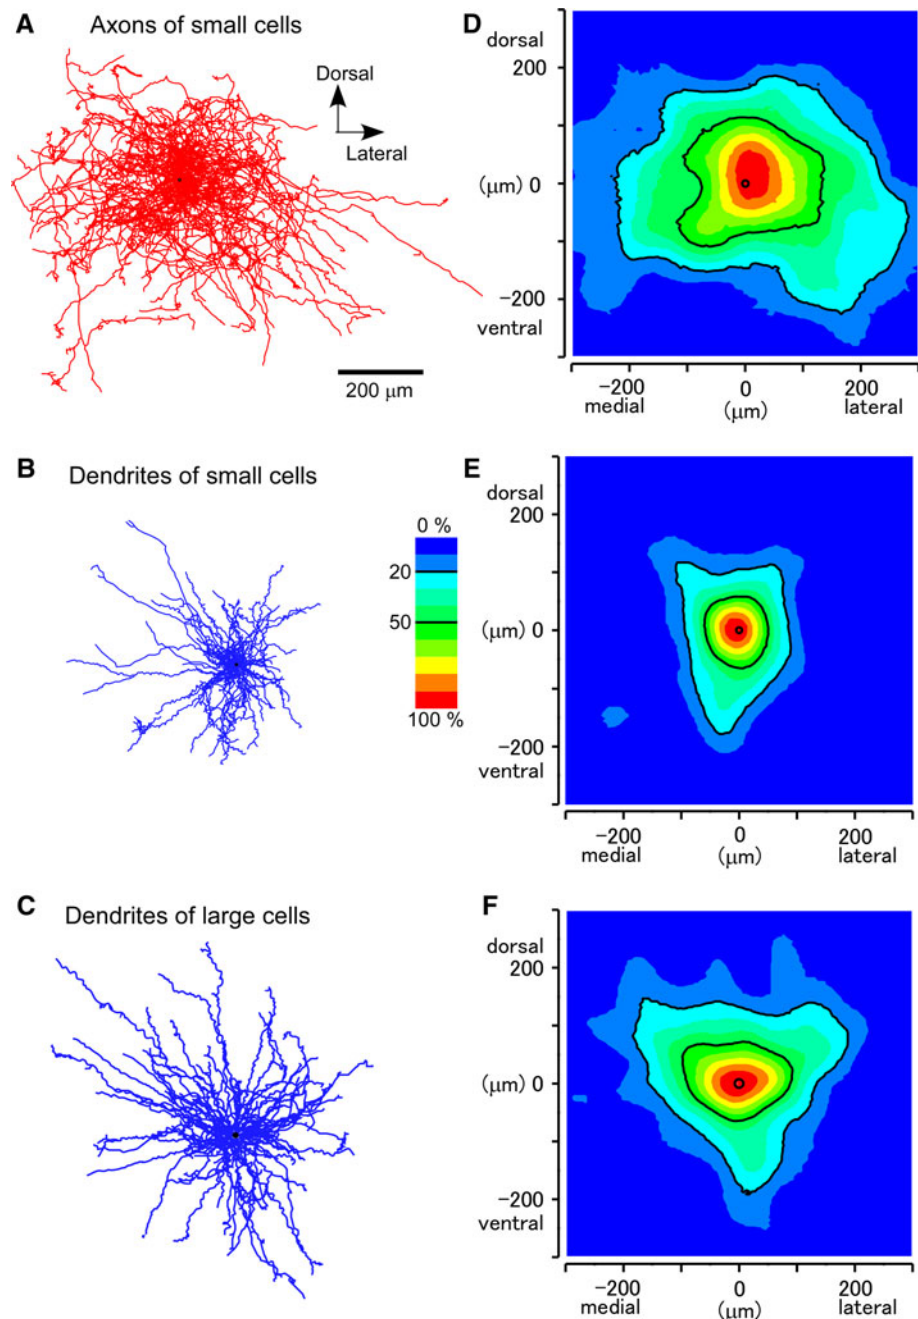 A Axons of small cells
Dorsal
Lateral
200 μm
D
dorsal
200
(μm) 0
−200
ventral
−200 0 200
medial (μm) lateral
B Dendrites of small cells
0 %
20
50
100 %
E
dorsal
200
(μm) 0
−200
ventral
−200 0 200
medial (μm) lateral
C Dendrites of large cells
F
dorsal
200
(μm) 0
−200
ventral
−200 0 200
medial (μm) lateral